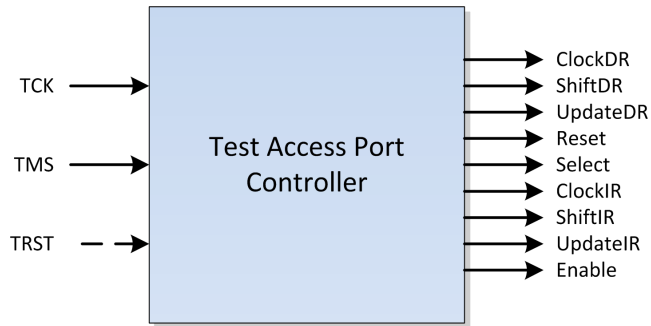 TCK
TMS
TRST
Test Access Port
Controller
ClockDR
ShiftDR
UpdateDR
Reset
Select
ClockIR
ShiftIR
UpdateIR
Enable